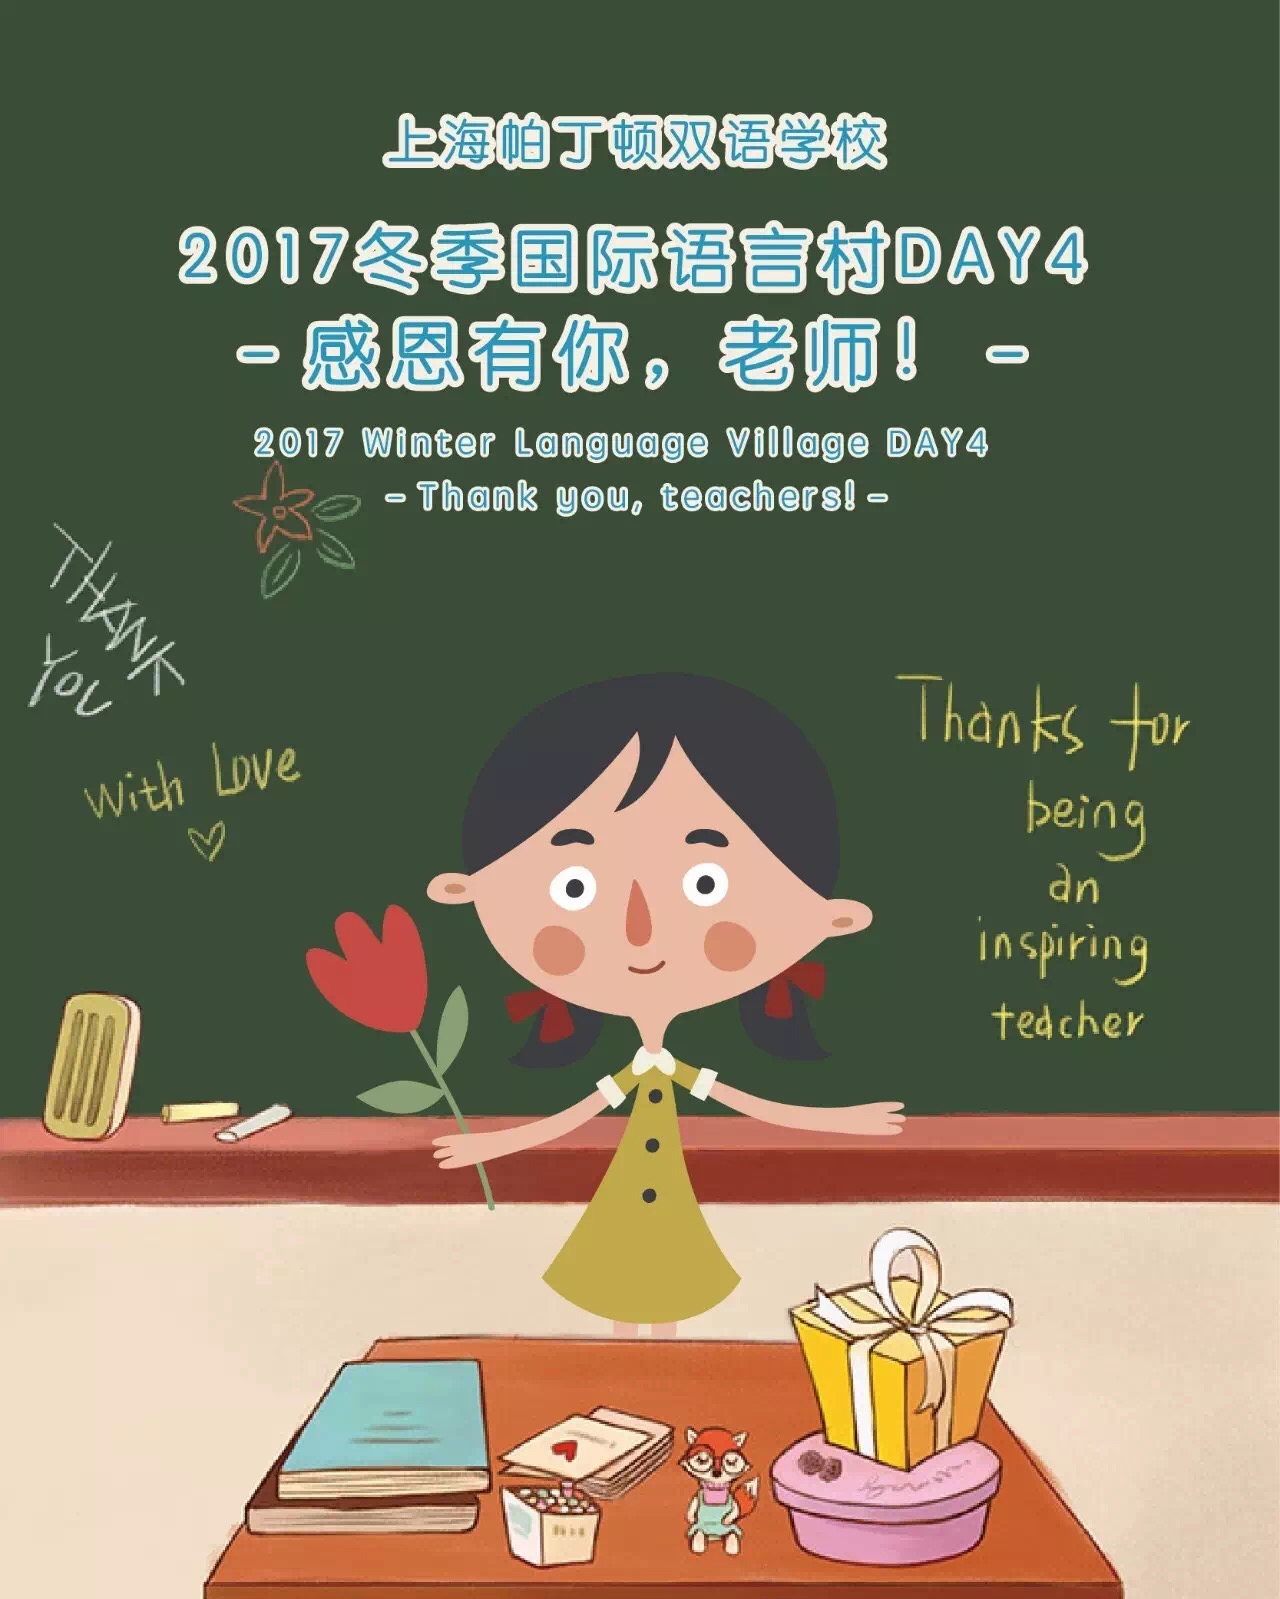 上海帕丁顿双语学校
2017冬季国际语言村DAY4
- 感恩有你，老师！ -
2017 Winter Language Village DAY4
- Thank you, teachers! -
THANK
YOU
With Love
Thanks for
being
an
inspiring
teacher